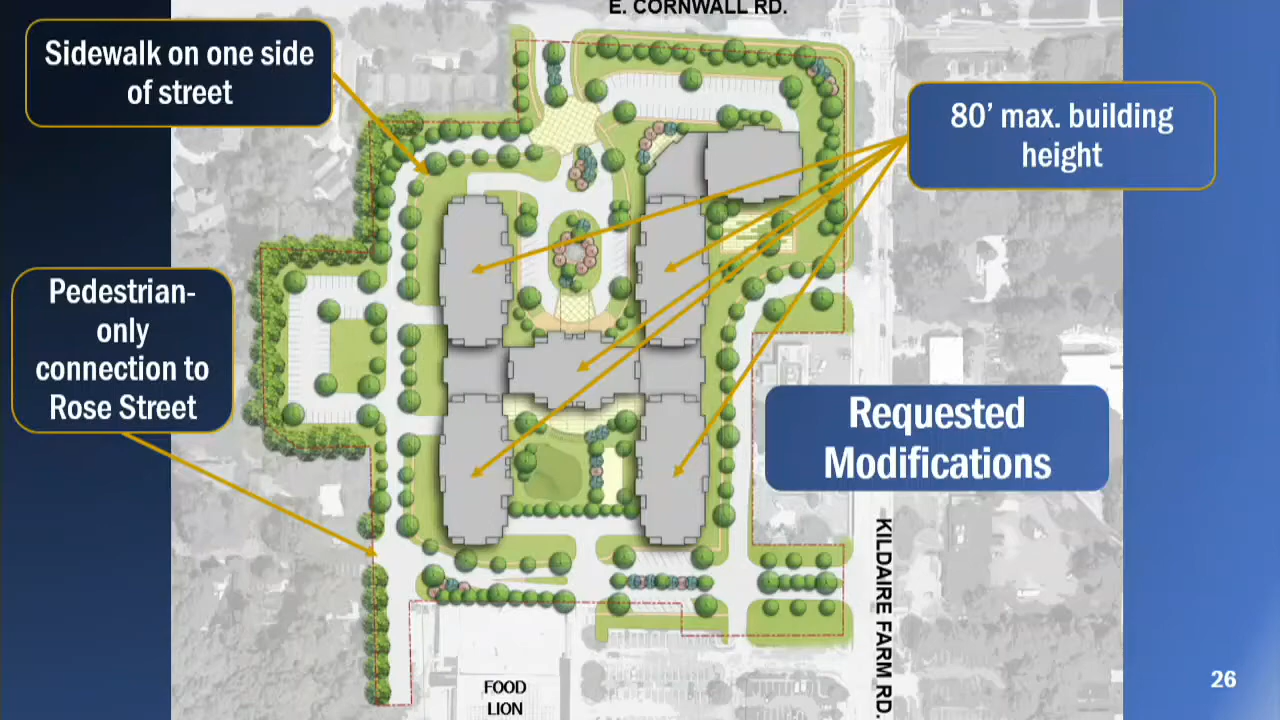 E. CORNWALL RD.
Sidewalk on one side
of street
80’ max. building
height
Pedestrian-
only
connection to
Rose Street
Requested
Modifications
KILDAIRE FARM RD.
FOOD
LION
26